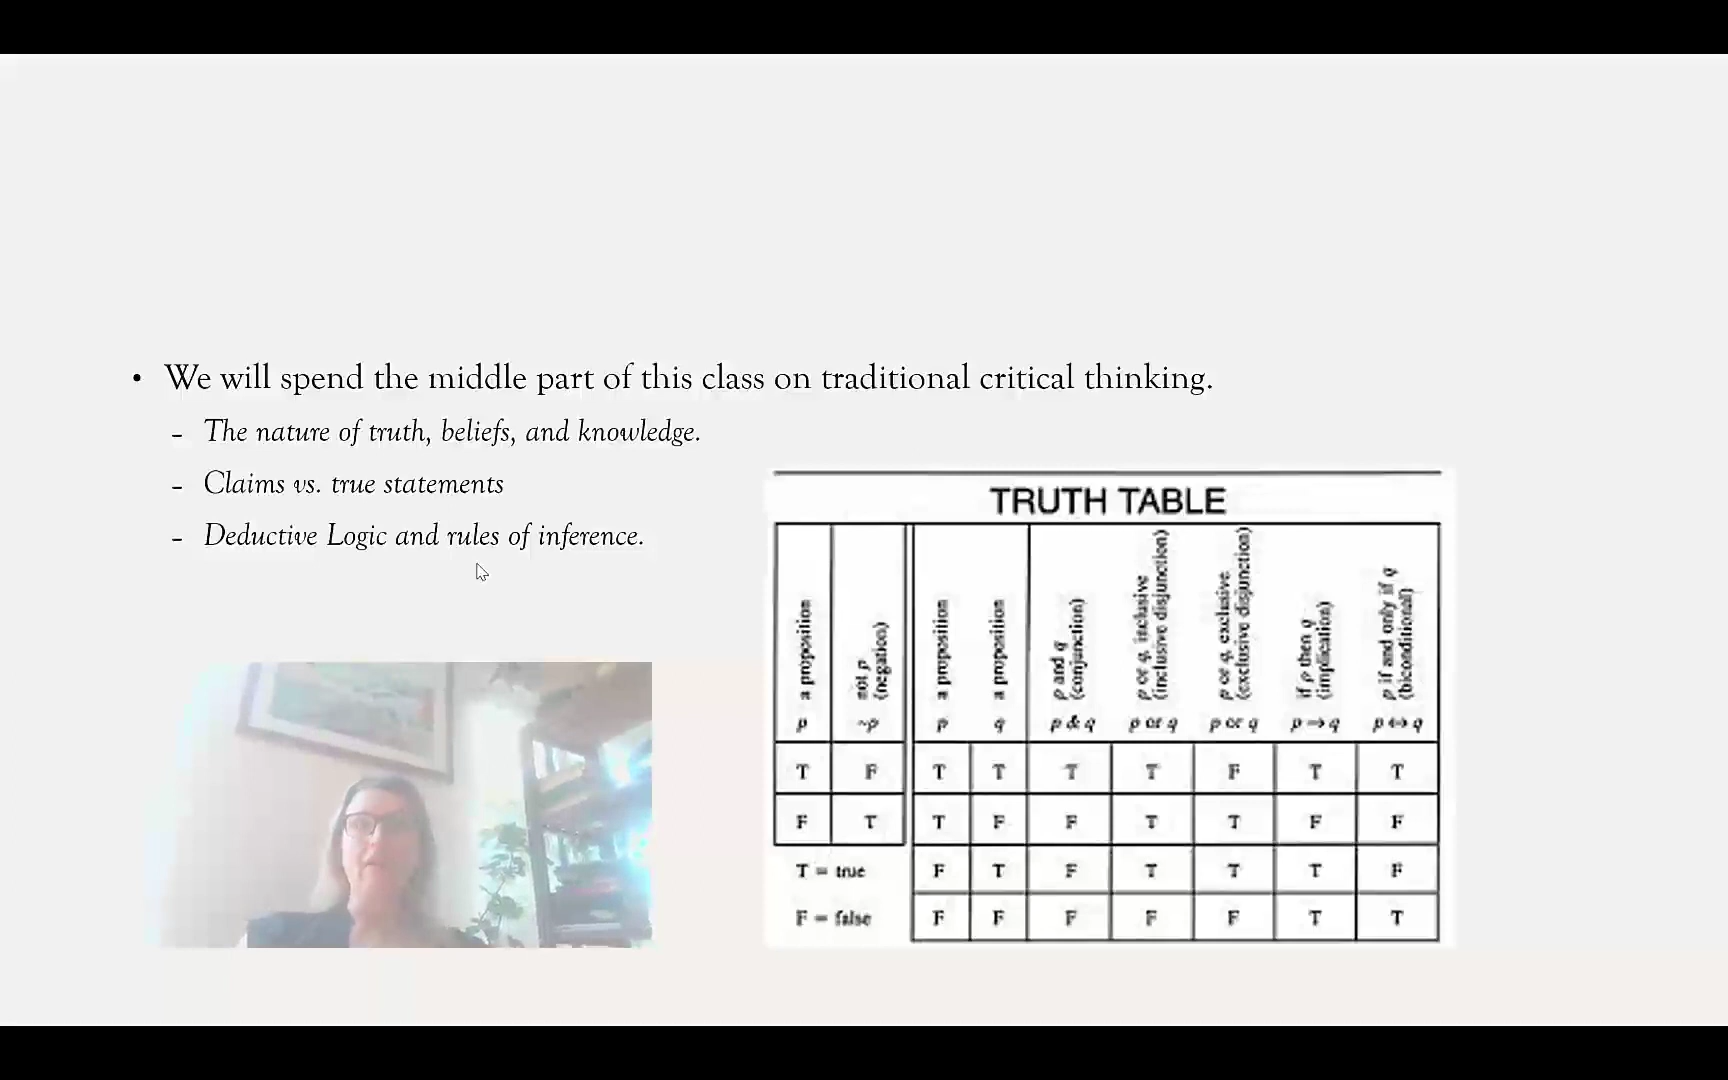 • We will spend the middle part of this class on traditional critical thinking.
– The nature of truth, beliefs, and knowledge.
– Claims vs. true statements
– Deductive Logic and rules of inference.
TRUTH TABLE
a proposition
not p (negation)
a proposition
a proposition
p and q (conjunction)
p or q, inclusive (inclusive disjunction)
p or q, exclusive (exclusive disjunction)
if p then q (implication)
p if and only if q (biconditional)
p ~p p q p & q p or q p or q p → q p ↔ q
T F T T T T F T T
F T T F F T T F F
T = true F T F T T T F
F = false F F F F F T T